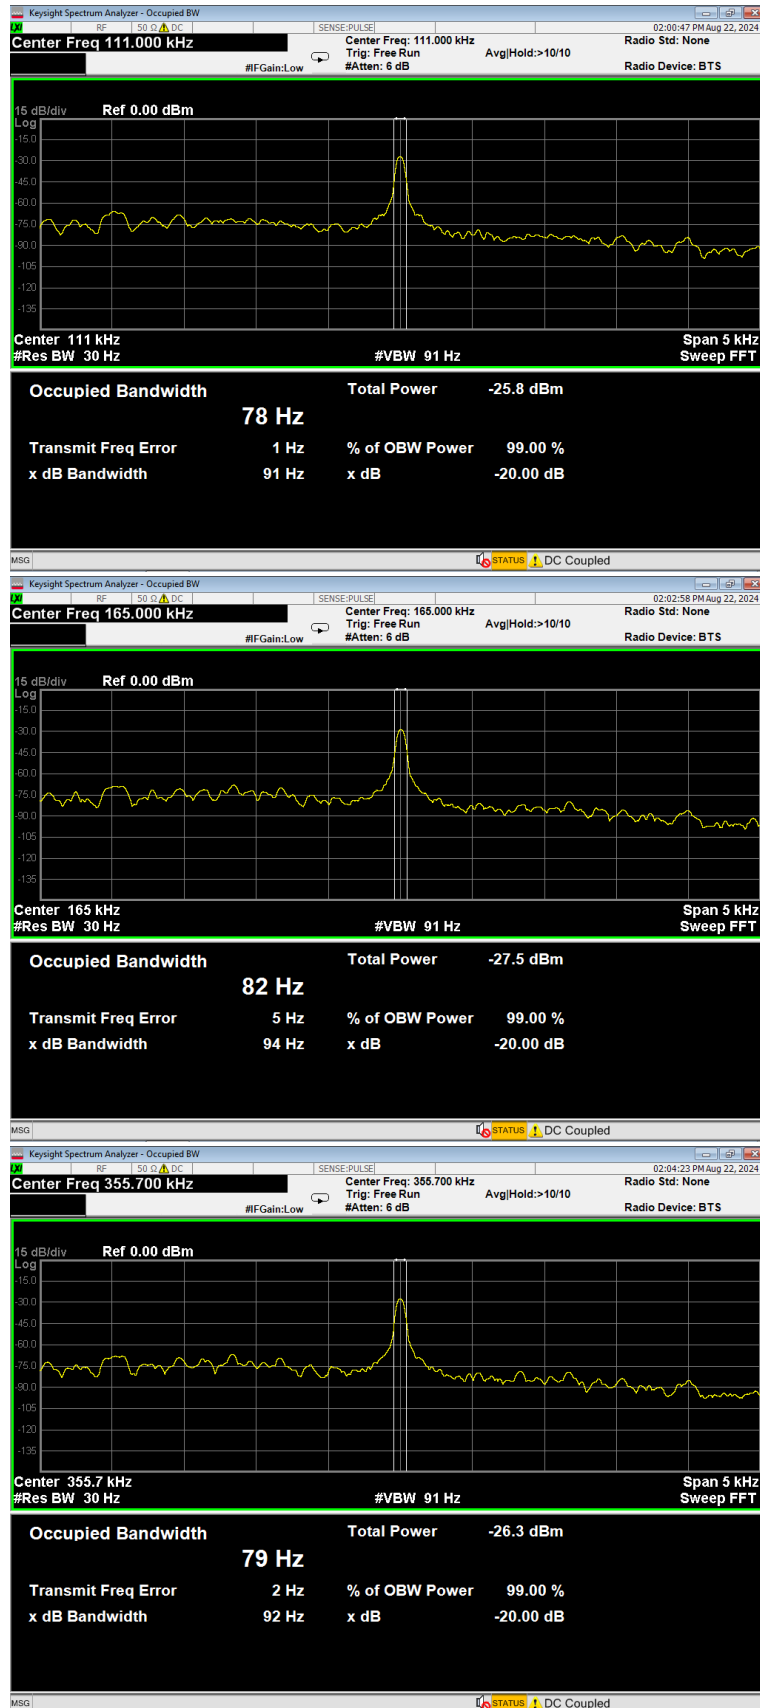 Keysight Spectrum Analyzer - Occupied BW
LXI RF 50 Ω DC SENSE:PULSE 02:00:47 PM Aug 22, 2024
Center Freq 111.000 kHz Center Freq: 111.000 kHz Radio Std: None
Trig: Free Run Avg|Hold:>10/10
#IFGain:Low #Atten: 6 dB Radio Device: BTS
15 dB/div Ref 0.00 dBm
Log
-15.0
-30.0
-45.0
-60.0
-75.0
-90.0
-105
-120
-135
Center 111 kHz Span 5 kHz
#Res BW 30 Hz #VBW 91 Hz Sweep FFT
Occupied Bandwidth Total Power -25.8 dBm
78 Hz
Transmit Freq Error 1 Hz % of OBW Power 99.00 %
x dB Bandwidth 91 Hz x dB -20.00 dB
MSG STATUS DC Coupled
Keysight Spectrum Analyzer - Occupied BW
LXI RF 50 Ω DC SENSE:PULSE 02:02:58 PM Aug 22, 2024
Center Freq 165.000 kHz Center Freq: 165.000 kHz Radio Std: None
Trig: Free Run Avg|Hold:>10/10
#IFGain:Low #Atten: 6 dB Radio Device: BTS
15 dB/div Ref 0.00 dBm
Log
-15.0
-30.0
-45.0
-60.0
-75.0
-90.0
-105
-120
-135
Center 165 kHz Span 5 kHz
#Res BW 30 Hz #VBW 91 Hz Sweep FFT
Occupied Bandwidth Total Power -27.5 dBm
82 Hz
Transmit Freq Error 5 Hz % of OBW Power 99.00 %
x dB Bandwidth 94 Hz x dB -20.00 dB
MSG STATUS DC Coupled
Keysight Spectrum Analyzer - Occupied BW
LXI RF 50 Ω DC SENSE:PULSE 02:04:23 PM Aug 22, 2024
Center Freq 355.700 kHz Center Freq: 355.700 kHz Radio Std: None
Trig: Free Run Avg|Hold:>10/10
#IFGain:Low #Atten: 6 dB Radio Device: BTS
15 dB/div Ref 0.00 dBm
Log
-15.0
-30.0
-45.0
-60.0
-75.0
-90.0
-105
-120
-135
Center 355.7 kHz Span 5 kHz
#Res BW 30 Hz #VBW 91 Hz Sweep FFT
Occupied Bandwidth Total Power -26.3 dBm
79 Hz
Transmit Freq Error 2 Hz % of OBW Power 99.00 %
x dB Bandwidth 92 Hz x dB -20.00 dB
MSG STATUS DC Coupled